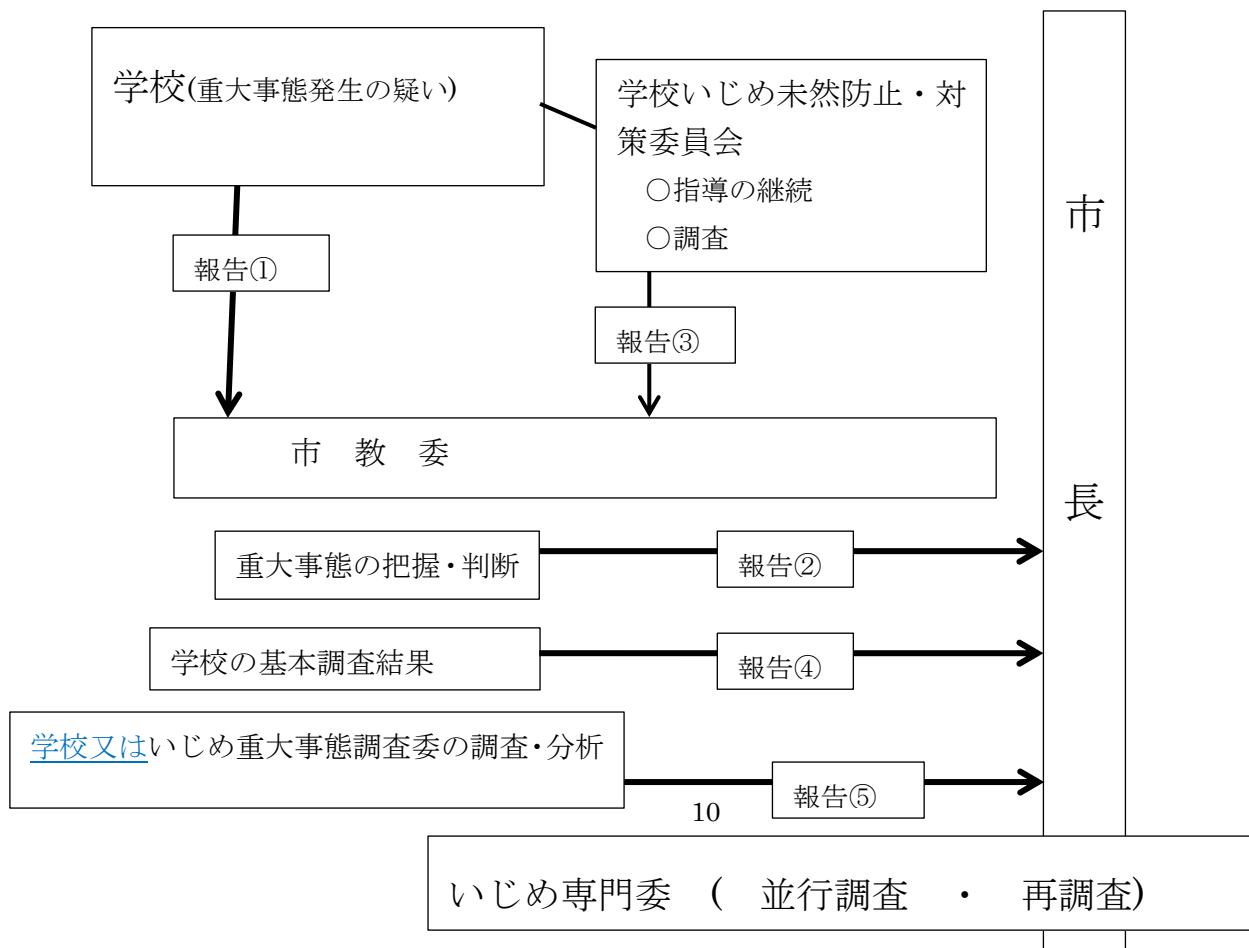 学校(重大事態発生の疑い)
学校いじめ未然防止・対
策委員会
○指導の継続
○調査
市
長
報告①
報告③
市 教 委
重大事態の把握・判断
報告②
学校の基本調査結果
報告④
学校又はいじめ重大事態調査委の調査・分析
報告⑤
10
いじめ専門委 ( 並行調査 ・ 再調査)